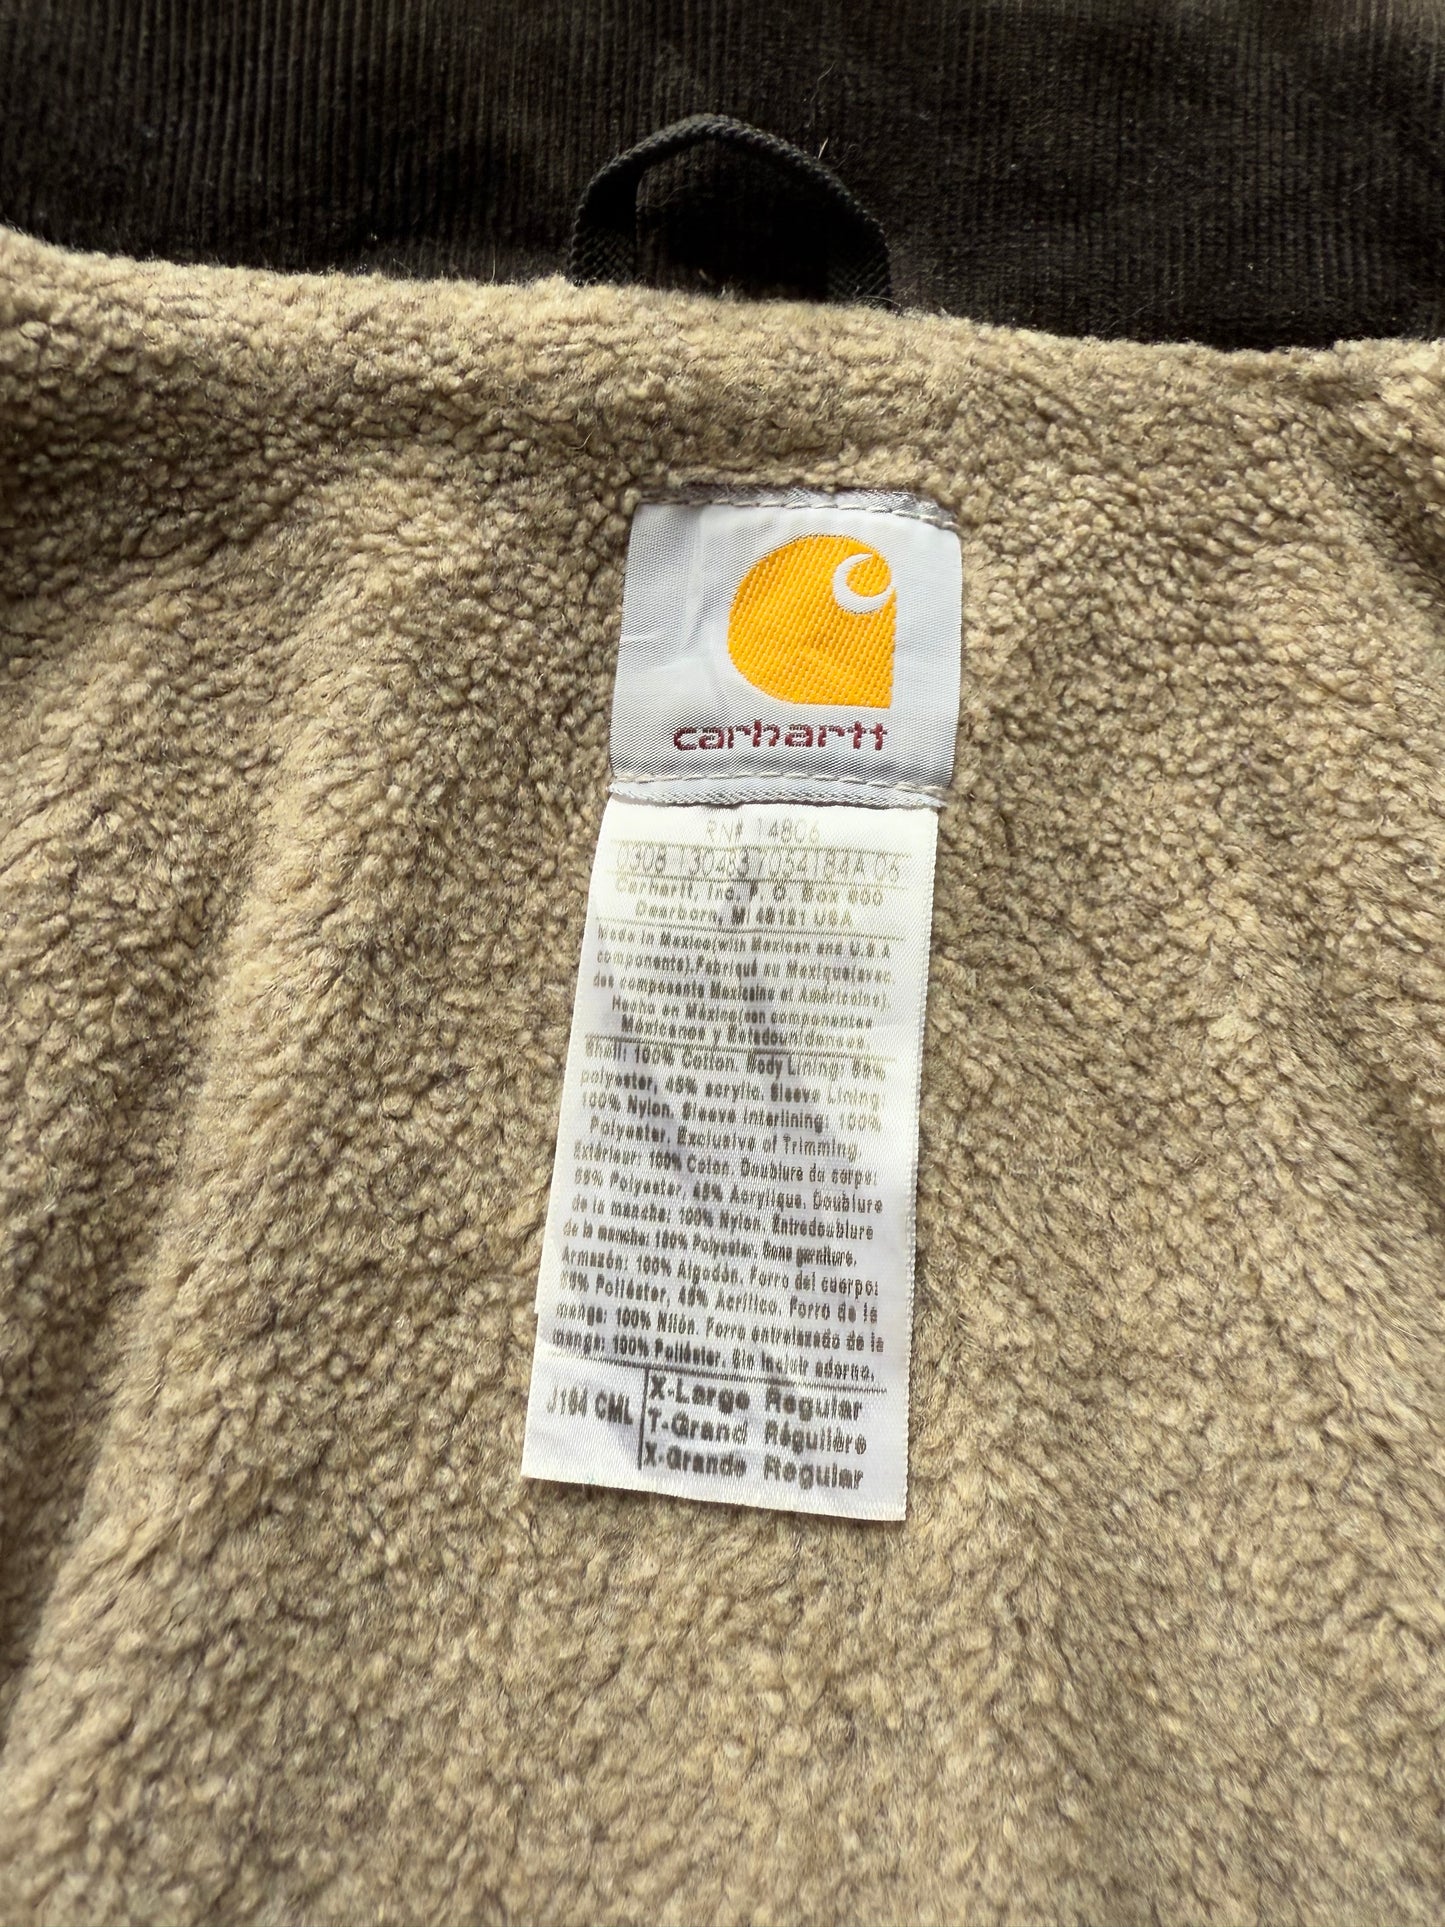 carhartt
RN# 14806
0308 130463 7054184A 06
Carhartt, Inc. P.O. Box 600
Dearborn, MI 48121 USA
Made in Mexico(with Mexican and U.S.A
components).Fabriqué au Mexique(avec
des composants Mexicains et Américains).
Hecho en México(con componentes
Méxicanos y Estadounidenses.
Shell: 100% Cotton. Body Lining: 55%
polyester, 45% acrylic. Sleeve Lining:
100% Nylon. Sleeve Interlining: 100%
Polyester. Exclusive of Trimming.
Extérieur: 100% Coton. Doublure du corps:
55% Polyester, 45% Acrylique. Doublure
de la manche: 100% Nylon. Entredoublure
de la manche: 100% Polyester. Sans garniture.
Armazón: 100% Algodón. Forro del cuerpo:
55% Poliéster, 45% Acrílico. Forro de la
manga: 100% Nilón. Forro entrelazado de la
manga: 100% Poliéster. Sin incluir adorno.
J184 CML
X-Large Regular
T-Grand Régulière
X-Grande Regular